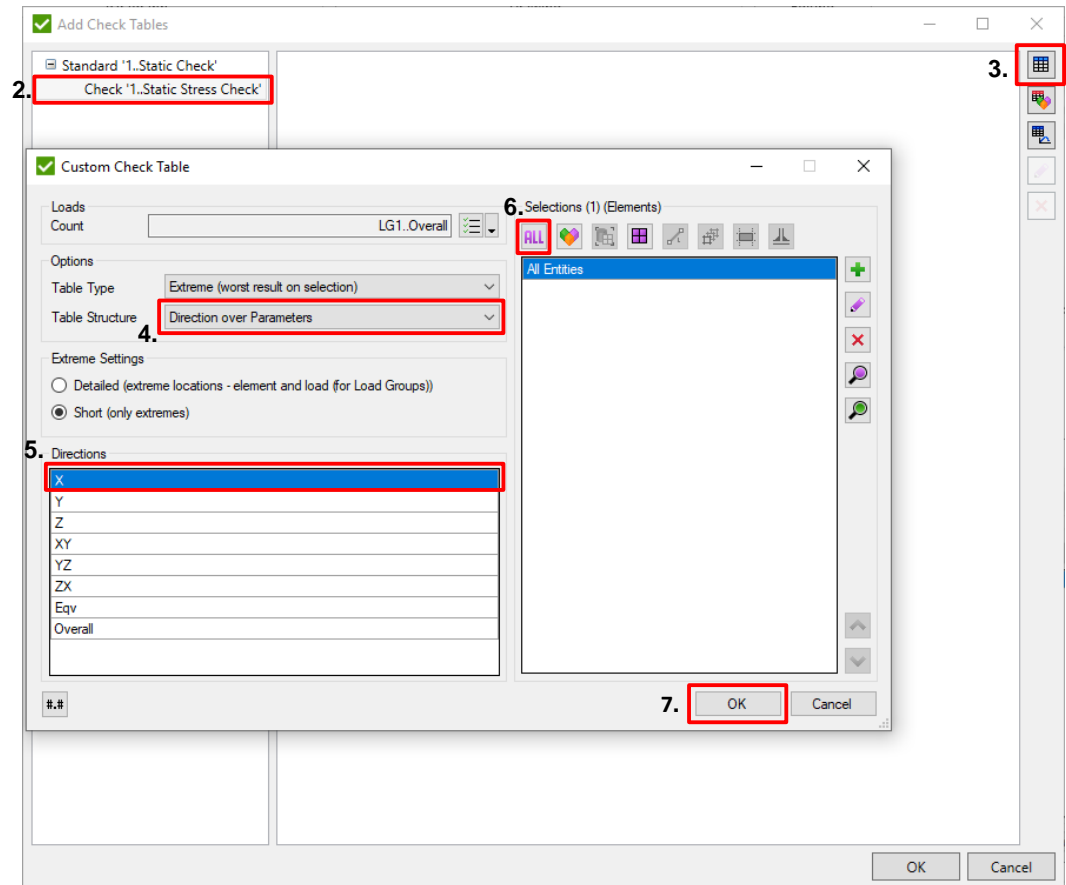 Add Check Tables
Standard '1..Static Check'
2. Check '1..Static Stress Check'
3.
Custom Check Table
Loads
Count LG1..Overall
Options
Table Type Extreme (worst result on selection)
Table Structure Direction over Parameters
4.
Extreme Settings
Detailed (extreme locations - element and load (for Load Groups))
Short (only extremes)
5. Directions
X
Y
Z
XY
YZ
ZX
Eqv
Overall
#.#
6. Selections (1) (Elements)
ALL
All Entities
7. OK Cancel
OK Cancel